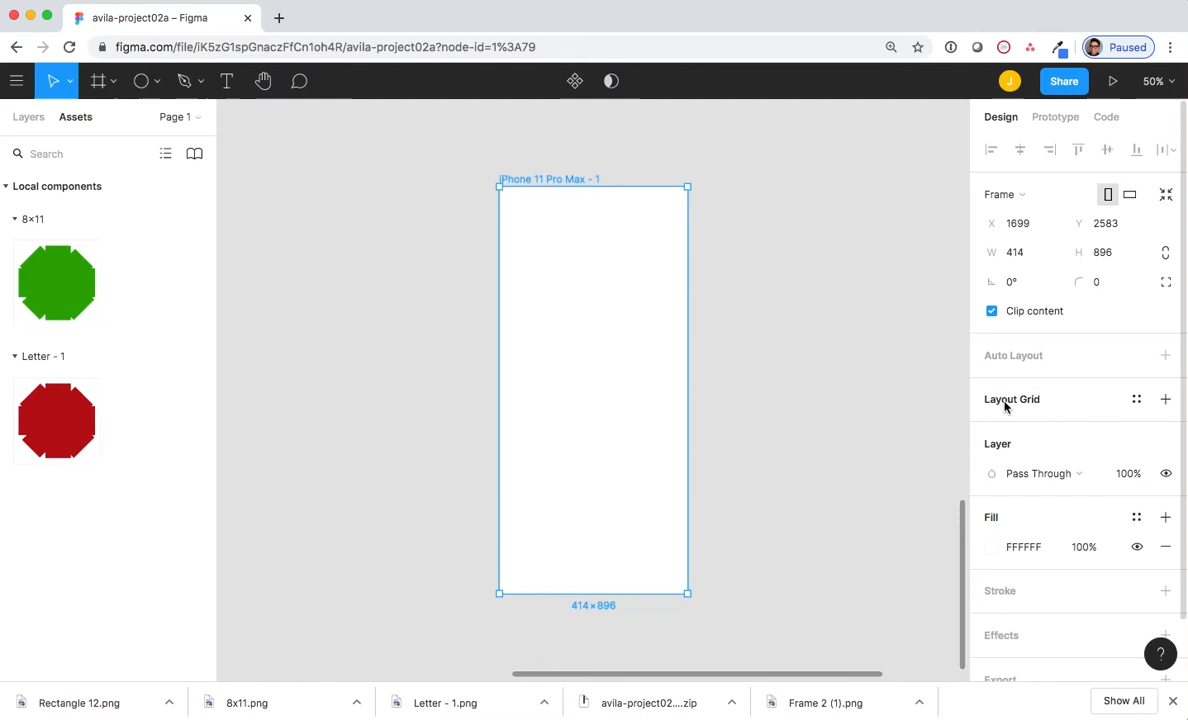 avila-project02a – Figma
figma.com/file/iK5zG1spGnaczFfCn1oh4R/avila-project02a?node-id=1%3A79
Paused
T
J
Share
50%
Layers Assets Page 1
Search
Local components
8×11
Letter - 1
iPhone 11 Pro Max - 1
414×896
Design Prototype Code
Frame
X 1699 Y 2583
W 414 H 896
0° 0
Clip content
Auto Layout
Layout Grid
Layer
Pass Through 100%
Fill
FFFFFF 100%
Stroke
Effects
Export
?
Rectangle 12.png
8x11.png
Letter - 1.png
avila-project02....zip
Frame 2 (1).png
Show All